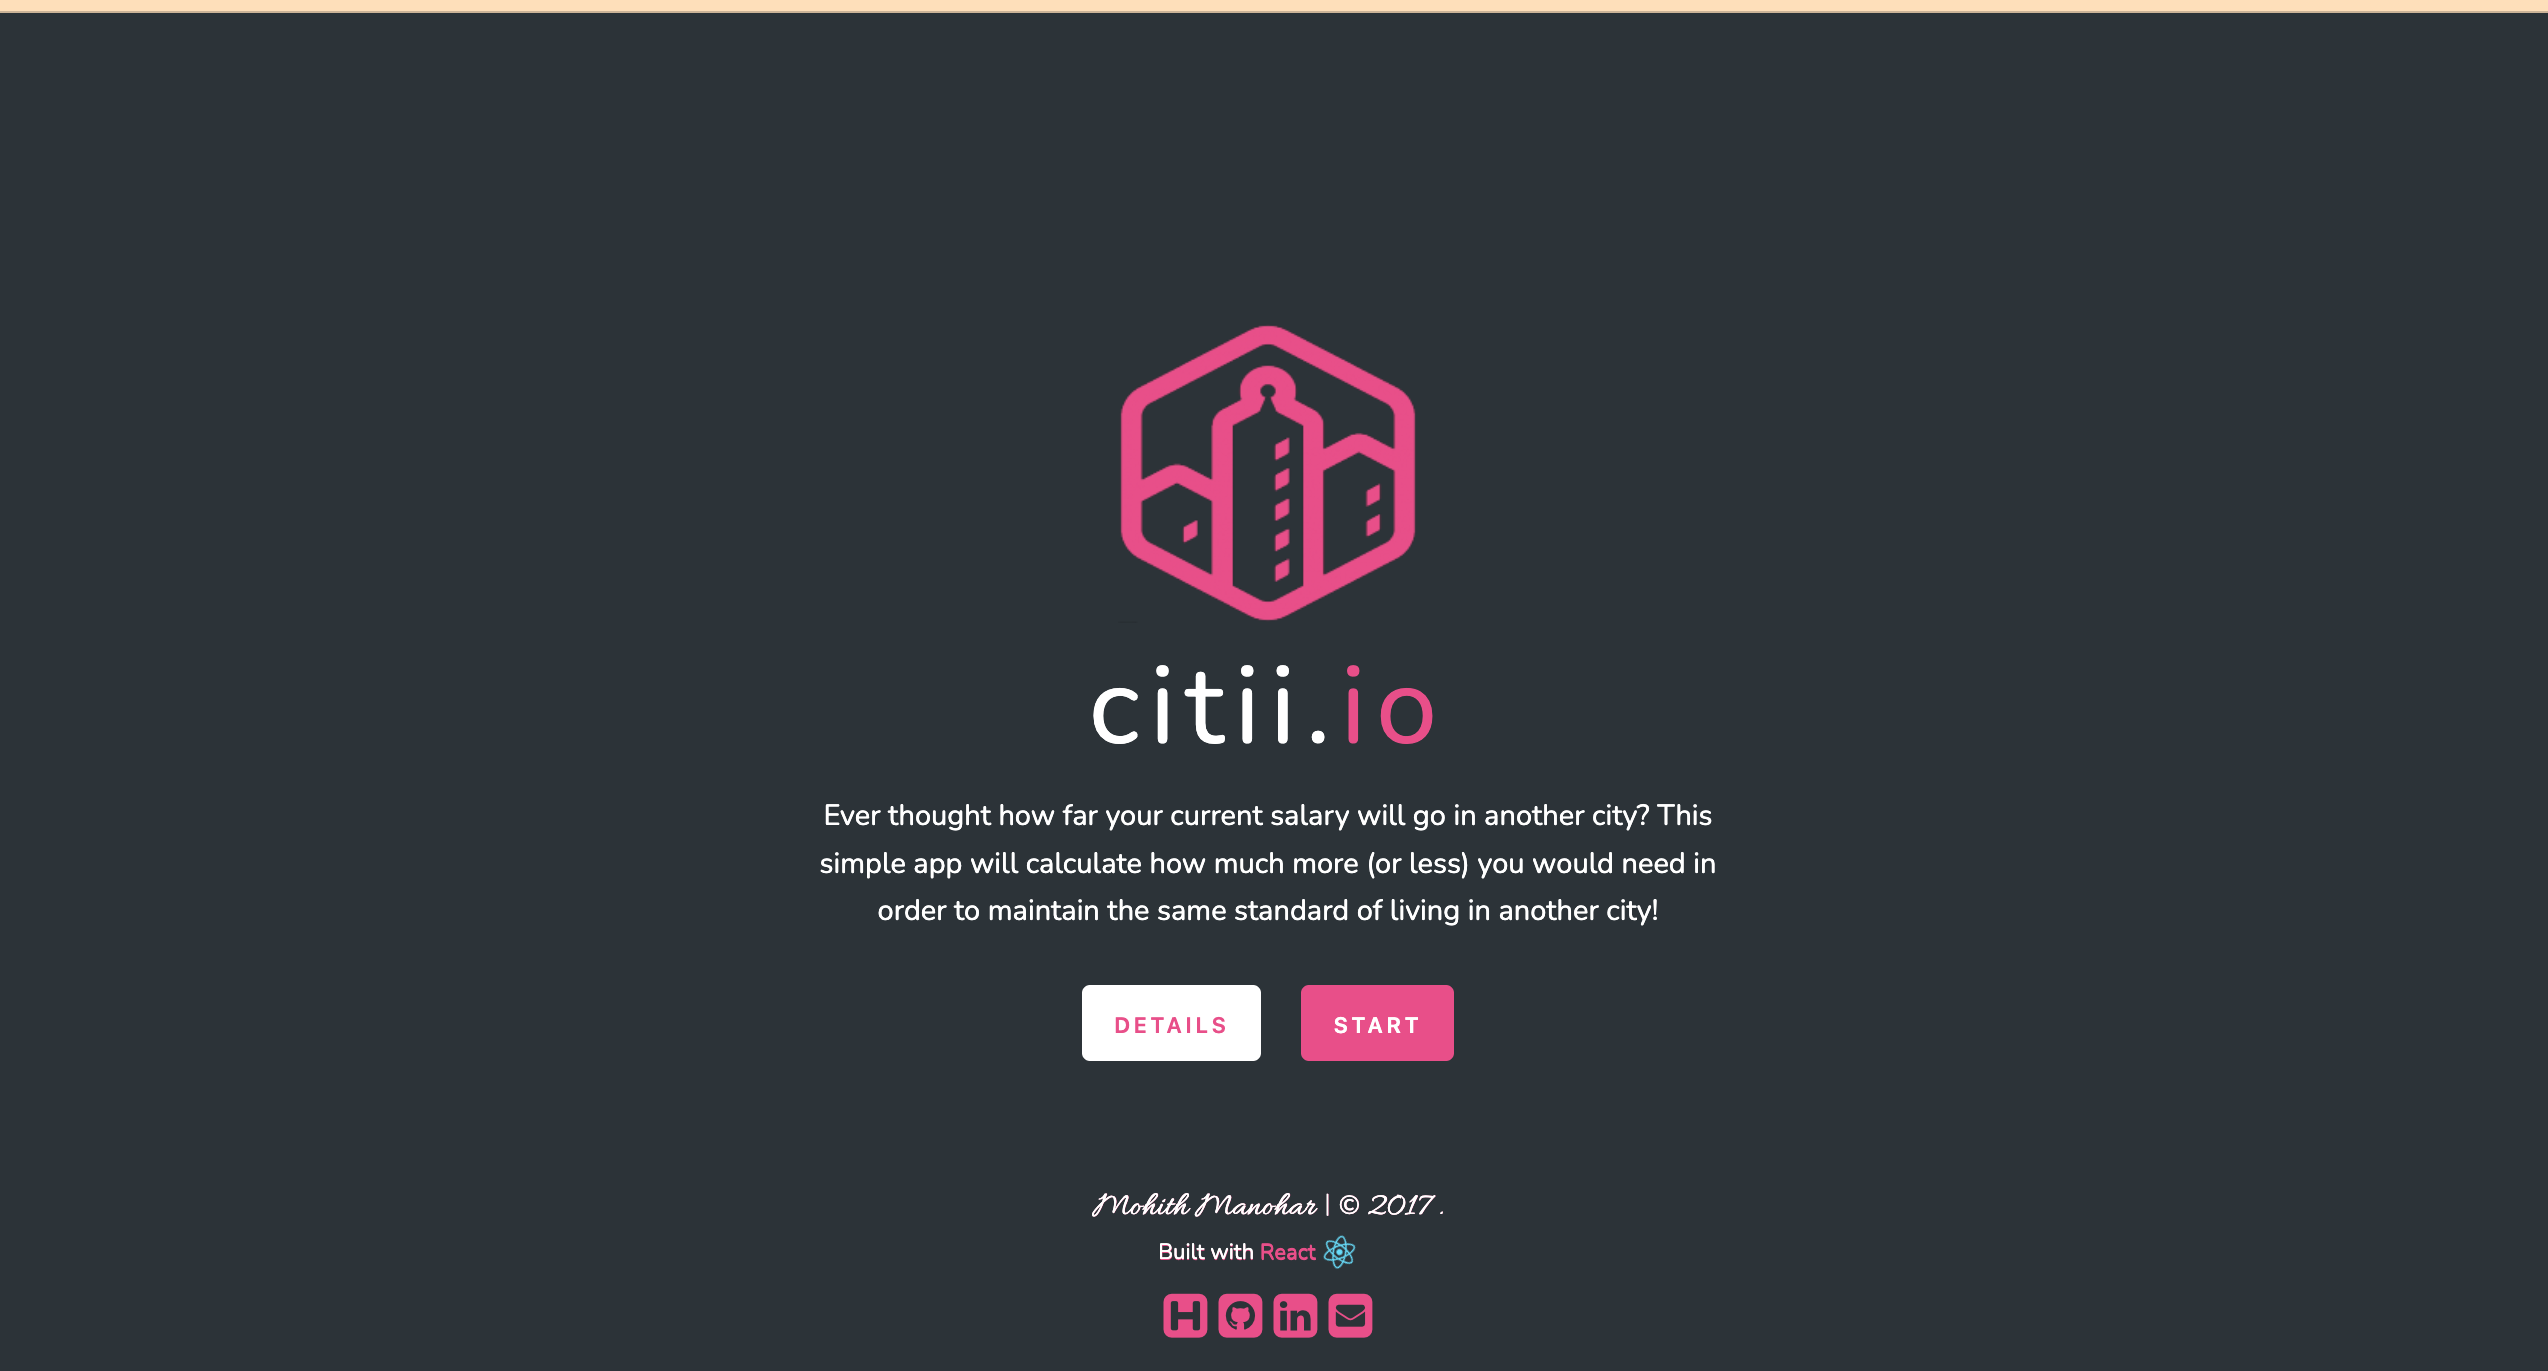 citii.io
Ever thought how far your current salary will go in another city? This
simple app will calculate how much more (or less) you would need in
order to maintain the same standard of living in another city!
DETAILS START
Mohith Manohar | © 2017 .
Built with React